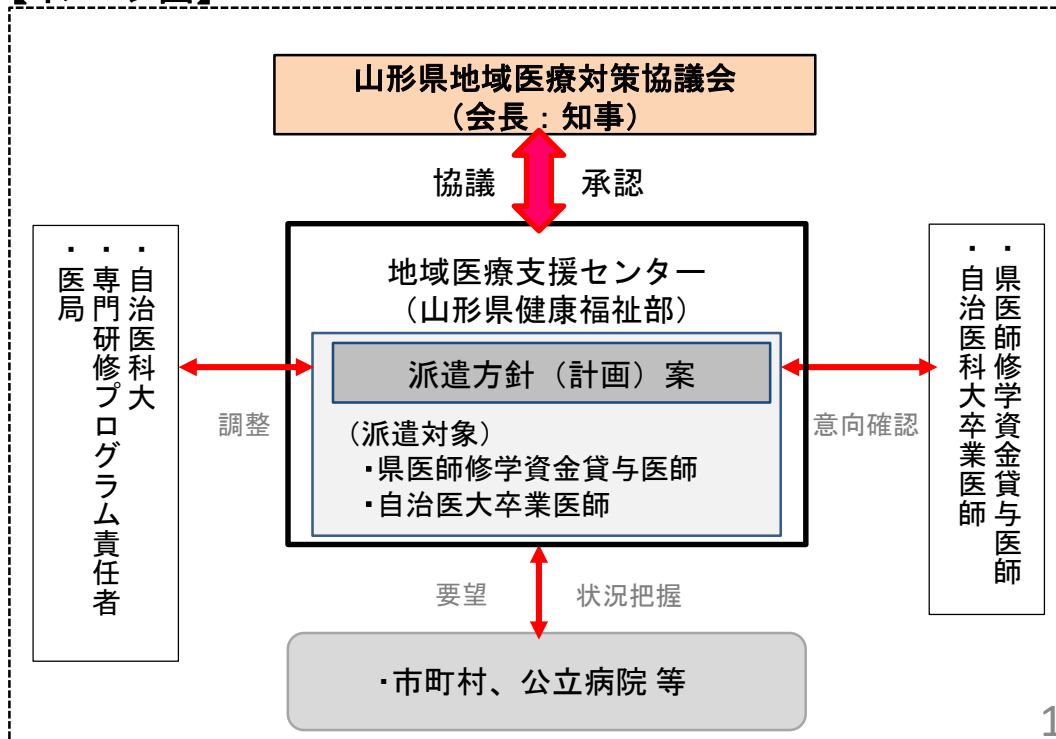 山形県地域医療対策協議会
（会長：知事）
協議
承認
地域医療支援センター
（山形県健康福祉部）
派遣方針（計画）案
（派遣対象）
・県医師修学資金貸与医師
・自治医大卒業医師
・自治医科大
・専門研修プログラム責任者
・医局
調整
意向確認
・県医師修学資金貸与医師
・自治医科大卒業医師
要望
状況把握
・市町村、公立病院 等
1